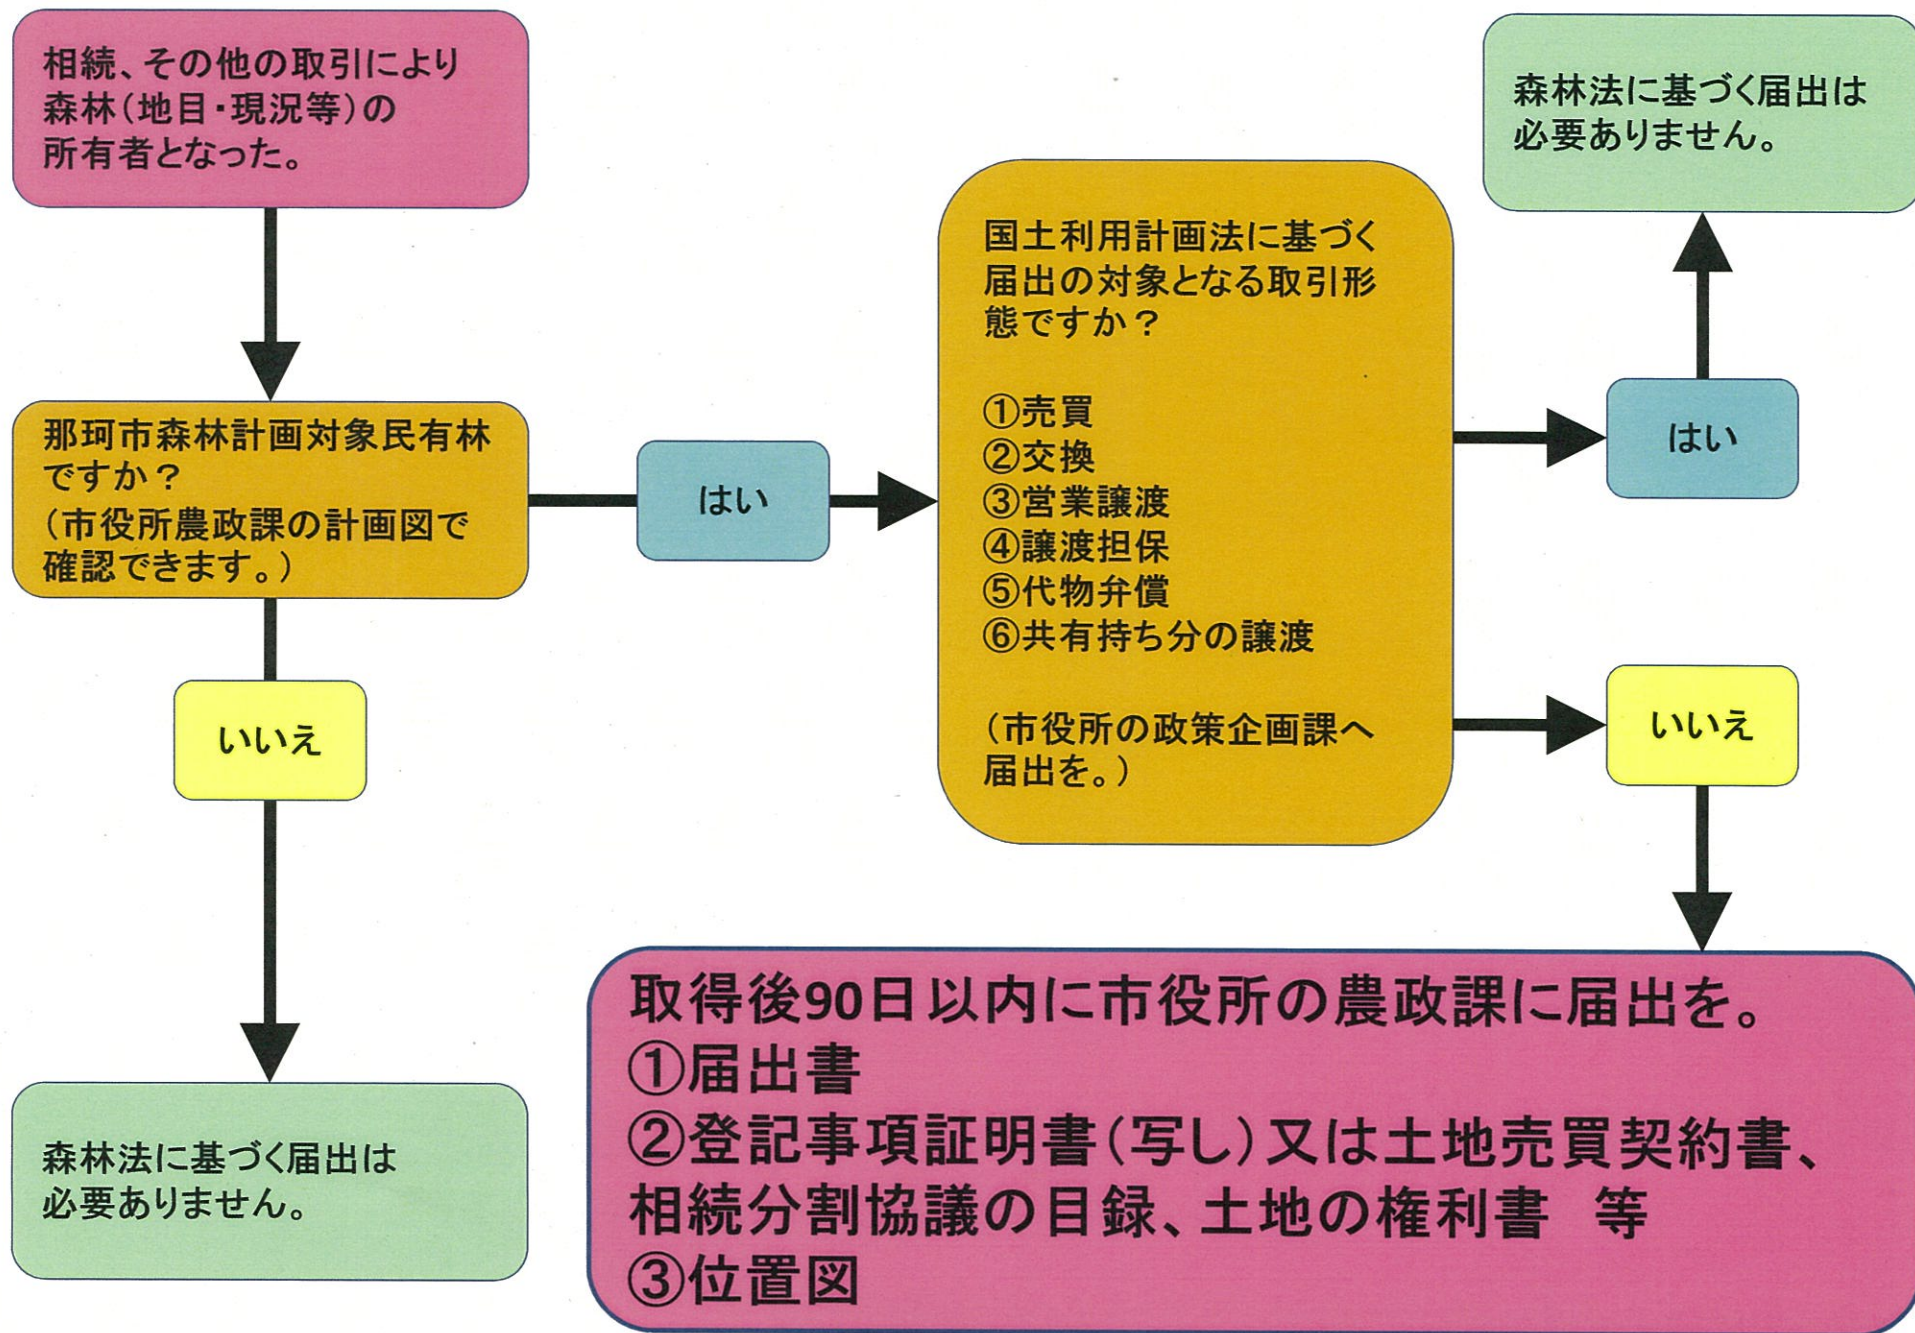 相続、その他の取引により
森林(地目・現況等)の
所有者となった。
那珂市森林計画対象民有林
ですか?
(市役所農政課の計画図で
確認できます。)
はい
いいえ
森林法に基づく届出は
必要ありません。
国土利用計画法に基づく
届出の対象となる取引形
態ですか?
①売買
②交換
③営業譲渡
④譲渡担保
⑤代物弁償
⑥共有持ち分の譲渡
(市役所の政策企画課へ
届出を。)
はい
森林法に基づく届出は
必要ありません。
いいえ
取得後90日以内に市役所の農政課に届出を。
①届出書
②登記事項証明書(写し)又は土地売買契約書、
相続分割協議の目録、土地の権利書 等
③位置図